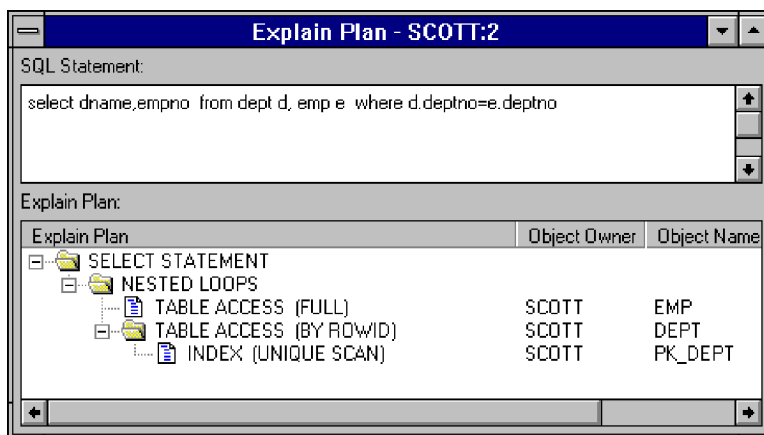 Explain Plan - SCOTT:2
SQL Statement:
select dname,empno from dept d, emp e where d.deptno=e.deptno
Explain Plan:
Explain Plan Object Owner Object Name
SELECT STATEMENT
NESTED LOOPS
TABLE ACCESS (FULL) SCOTT EMP
TABLE ACCESS (BY ROWID) SCOTT DEPT
INDEX (UNIQUE SCAN) SCOTT PK_DEPT